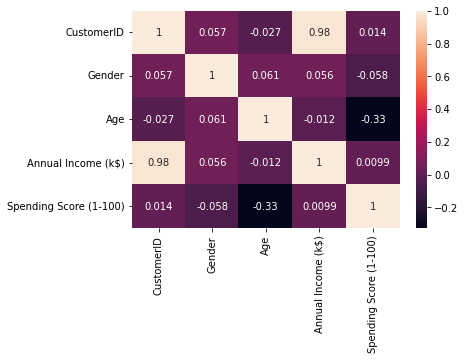 CustomerID 1 0.057 -0.027 0.98 0.014
Gender 0.057 1 0.061 0.056 -0.058
Age -0.027 0.061 1 -0.012 -0.33
Annual Income (k$) 0.98 0.056 -0.012 1 0.0099
Spending Score (1-100) 0.014 -0.058 -0.33 0.0099 1
CustomerID
Gender
Age
Annual Income (k$)
Spending Score (1-100)
1.0
0.8
0.6
0.4
0.2
0.0
−0.2